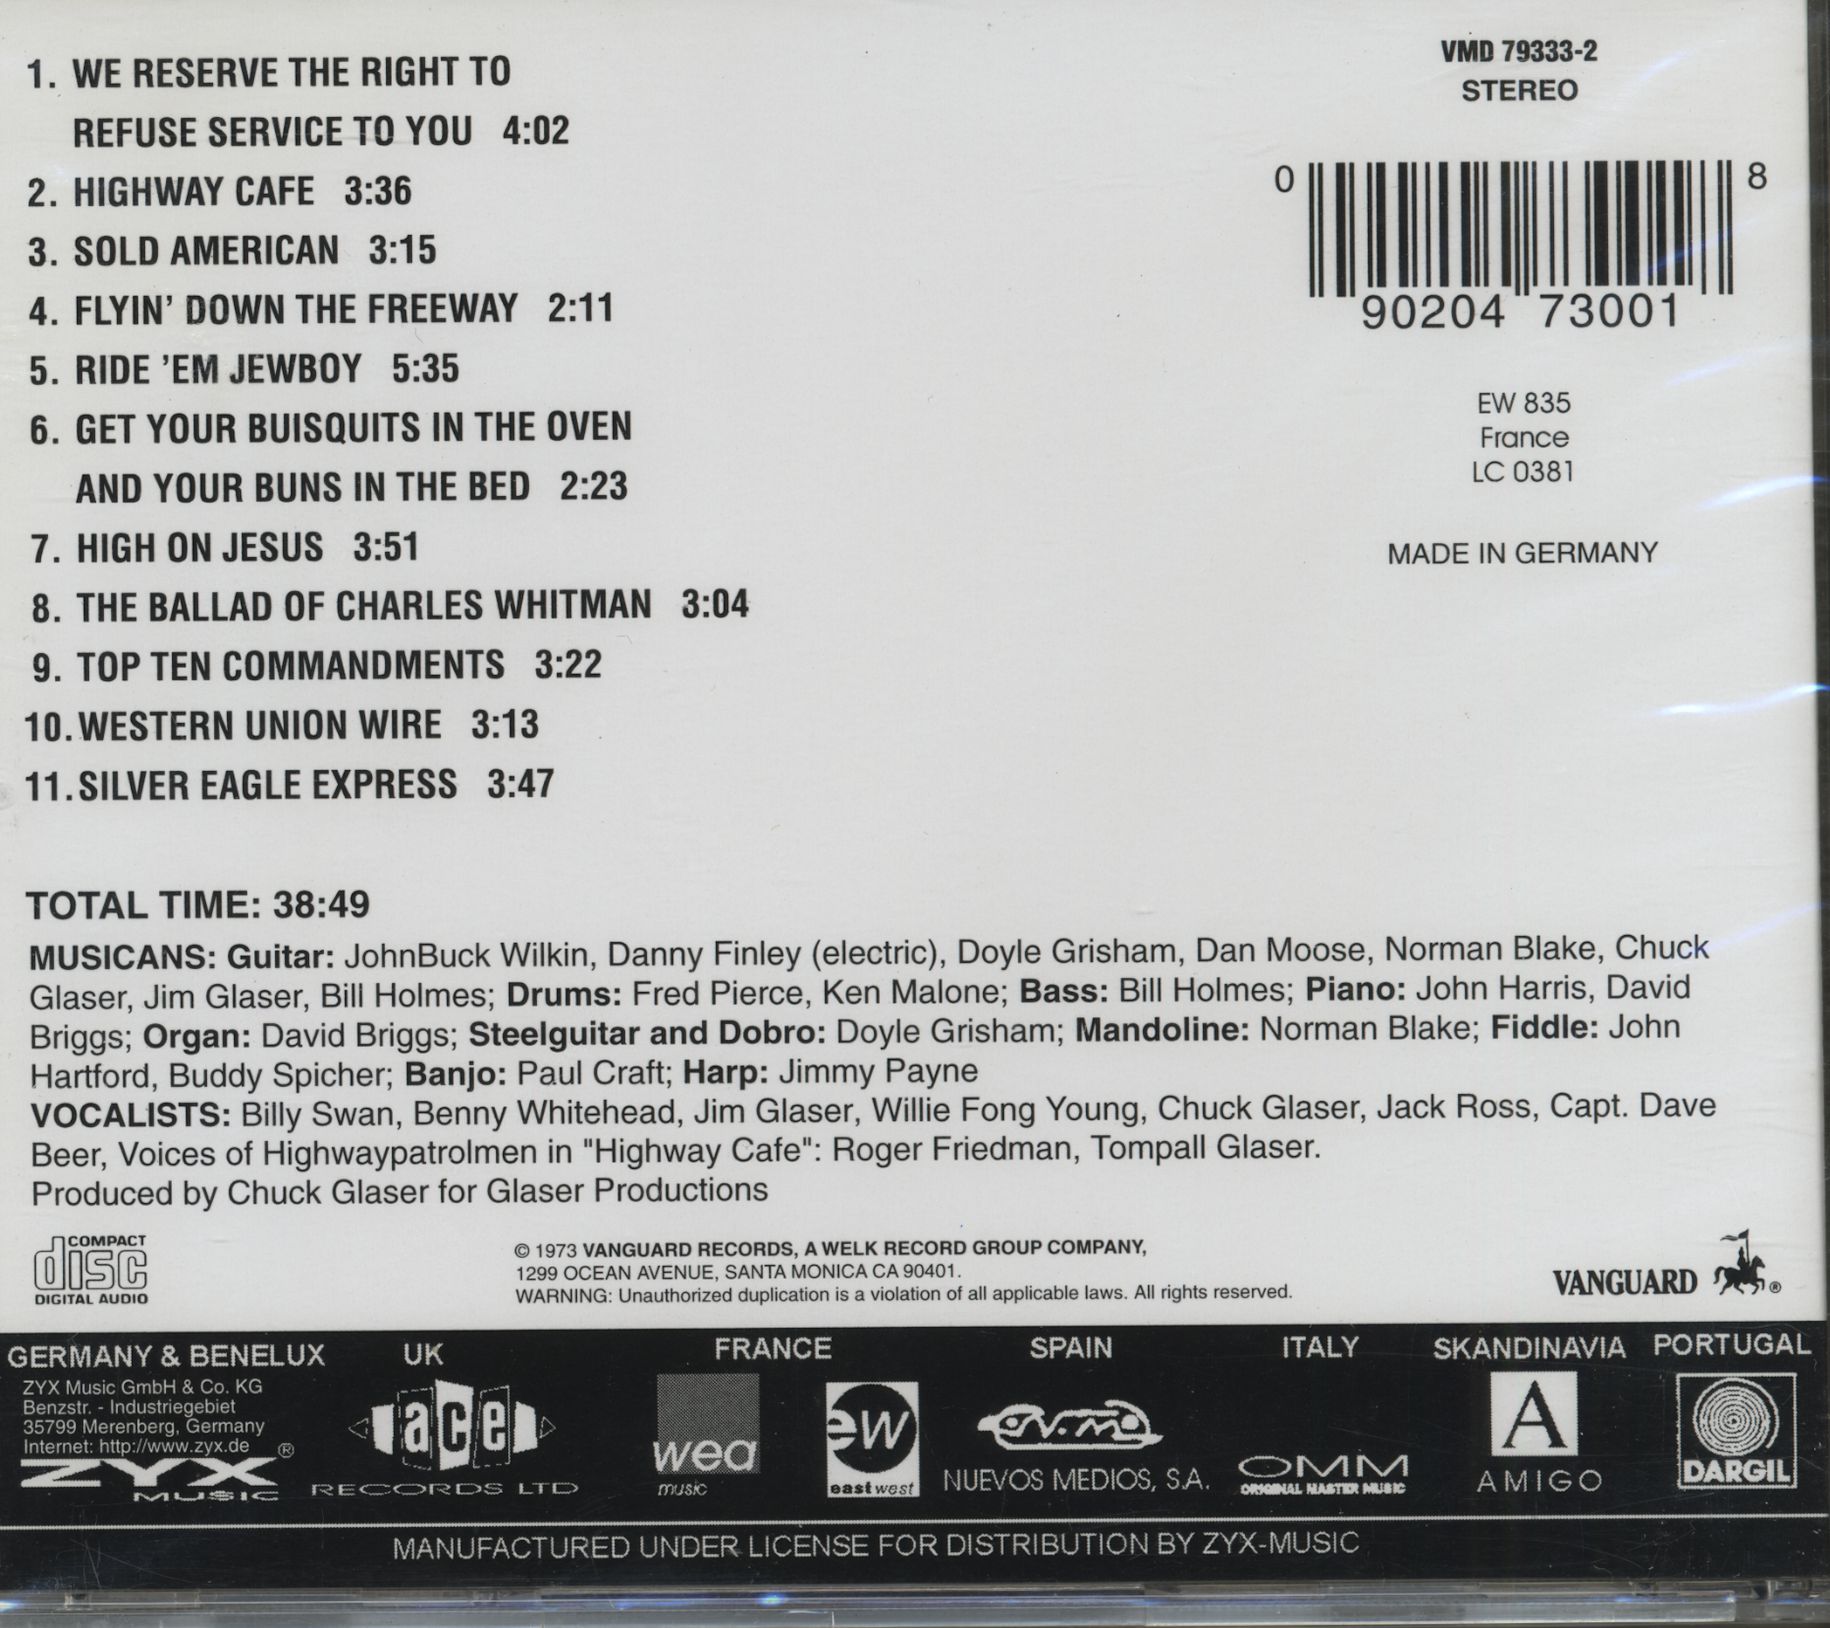 1. WE RESERVE THE RIGHT TO
REFUSE SERVICE TO YOU 4:02
2. HIGHWAY CAFE 3:36
3. SOLD AMERICAN 3:15
4. FLYIN' DOWN THE FREEWAY 2:11
5. RIDE 'EM JEWBOY 5:35
6. GET YOUR BUISQUITS IN THE OVEN
AND YOUR BUNS IN THE BED 2:23
7. HIGH ON JESUS 3:51
8. THE BALLAD OF CHARLES WHITMAN 3:04
9. TOP TEN COMMANDMENTS 3:22
10. WESTERN UNION WIRE 3:13
11. SILVER EAGLE EXPRESS 3:47
VMD 79333-2
STEREO
0 8
90204 73001
EW 835
France
LC 0381
MADE IN GERMANY
TOTAL TIME: 38:49
MUSICANS: Guitar: JohnBuck Wilkin, Danny Finley (electric), Doyle Grisham, Dan Moose, Norman Blake, Chuck
Glaser, Jim Glaser, Bill Holmes; Drums: Fred Pierce, Ken Malone; Bass: Bill Holmes; Piano: John Harris, David
Briggs; Organ: David Briggs; Steelguitar and Dobro: Doyle Grisham; Mandoline: Norman Blake; Fiddle: John
Hartford, Buddy Spicher; Banjo: Paul Craft; Harp: Jimmy Payne
VOCALISTS: Billy Swan, Benny Whitehead, Jim Glaser, Willie Fong Young, Chuck Glaser, Jack Ross, Capt. Dave
Beer, Voices of Highwaypatrolmen in "Highway Cafe": Roger Friedman, Tompall Glaser.
Produced by Chuck Glaser for Glaser Productions
COMPACT
disc
DIGITAL AUDIO
© 1973 VANGUARD RECORDS, A WELK RECORD GROUP COMPANY,
1299 OCEAN AVENUE, SANTA MONICA CA 90401.
WARNING: Unauthorized duplication is a violation of all applicable laws. All rights reserved.
VANGUARD ®
GERMANY & BENELUX
ZYX Music GmbH & Co. KG
Benzstr. - Industriegebiet
35799 Merenberg, Germany
Internet: http://www.zyx.de ®
ZYX
MUSIC
UK
ace
RECORDS LTD
FRANCE
wea
music
ew
eastwest
SPAIN
n.m.
NUEVOS MEDIOS, S.A.
ITALY
OMM
ORIGINAL MASTER MUSIC
SKANDINAVIA
A
AMIGO
PORTUGAL
DARGIL
MANUFACTURED UNDER LICENSE FOR DISTRIBUTION BY ZYX-MUSIC